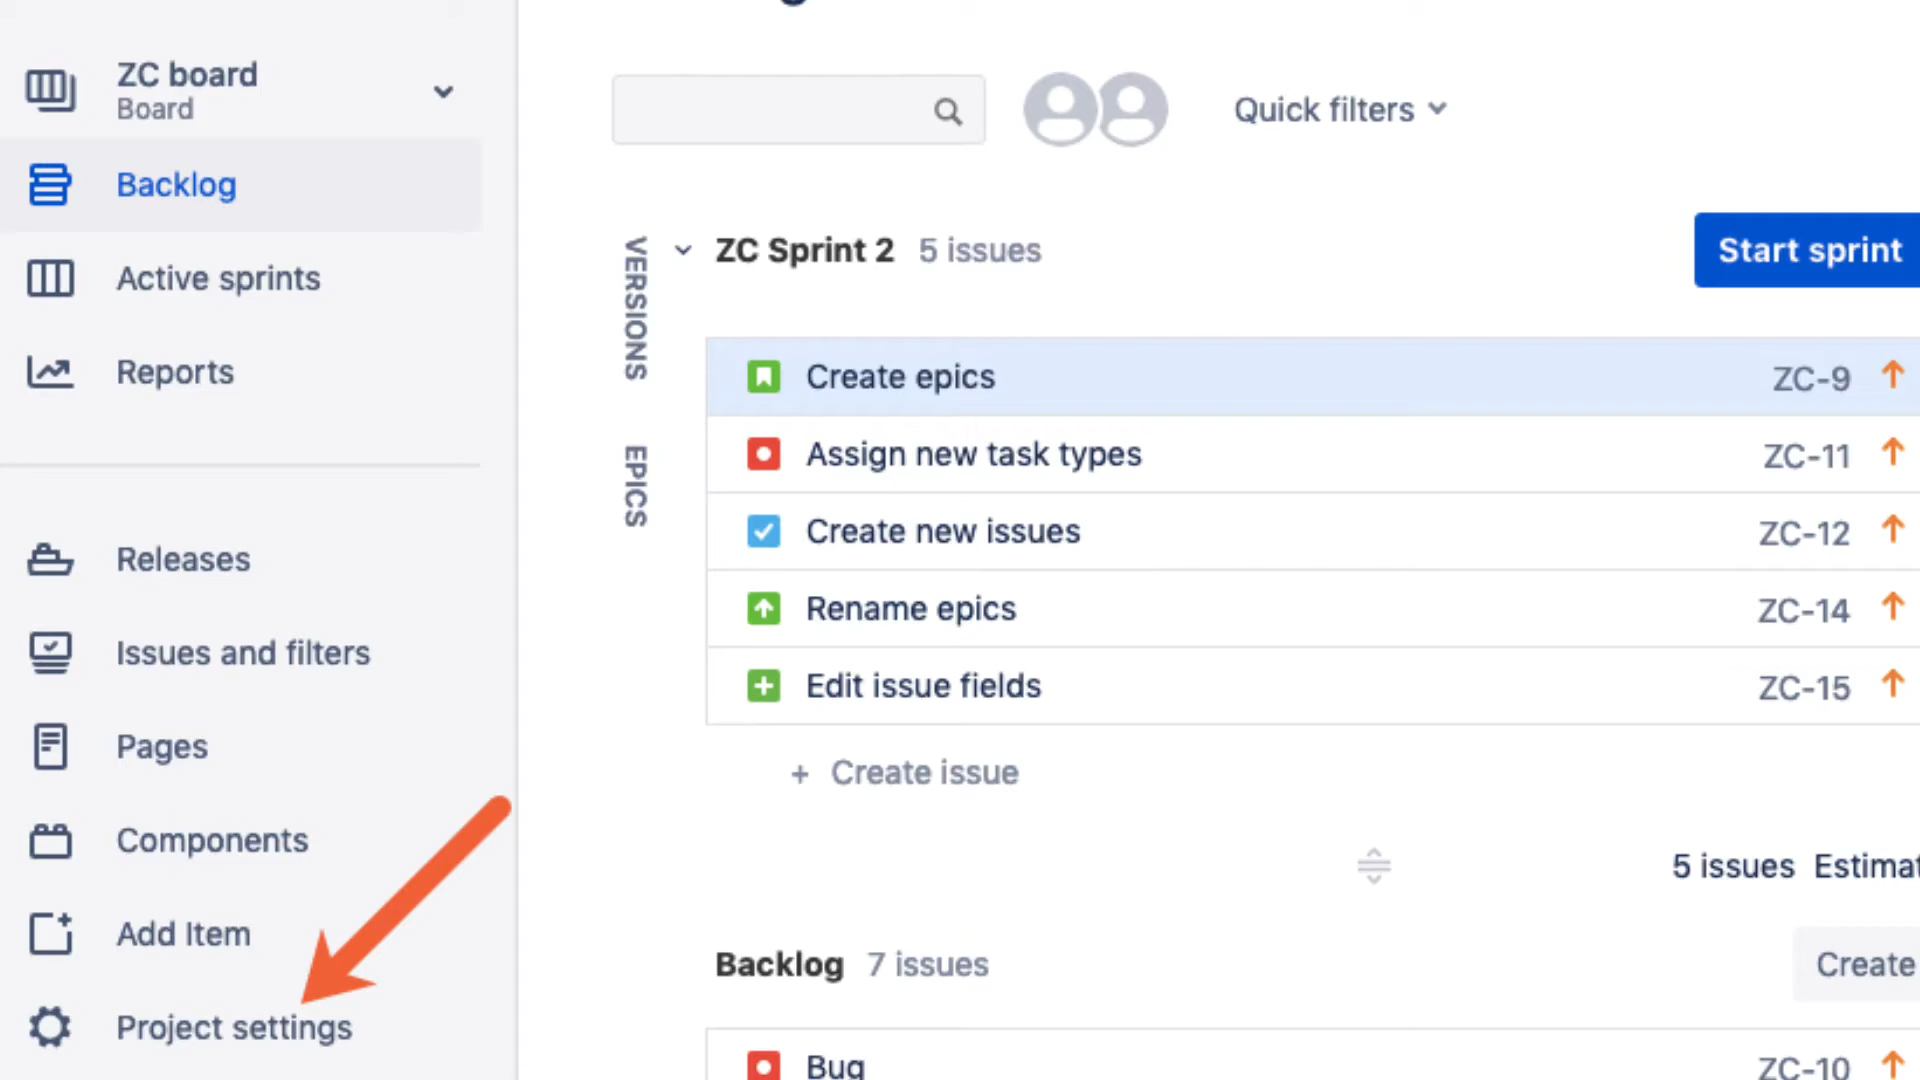 ZC board
Board
Backlog
Active sprints
Reports
Releases
Issues and filters
Pages
Components
Add Item
Project settings
Quick filters
VERSIONS
EPICS
ZC Sprint 2 5 issues
Start sprint
Create epics ZC-9
Assign new task types ZC-11
Create new issues ZC-12
Rename epics ZC-14
Edit issue fields ZC-15
+ Create issue
5 issues Estimat
Backlog 7 issues
Create
Bug ZC-10